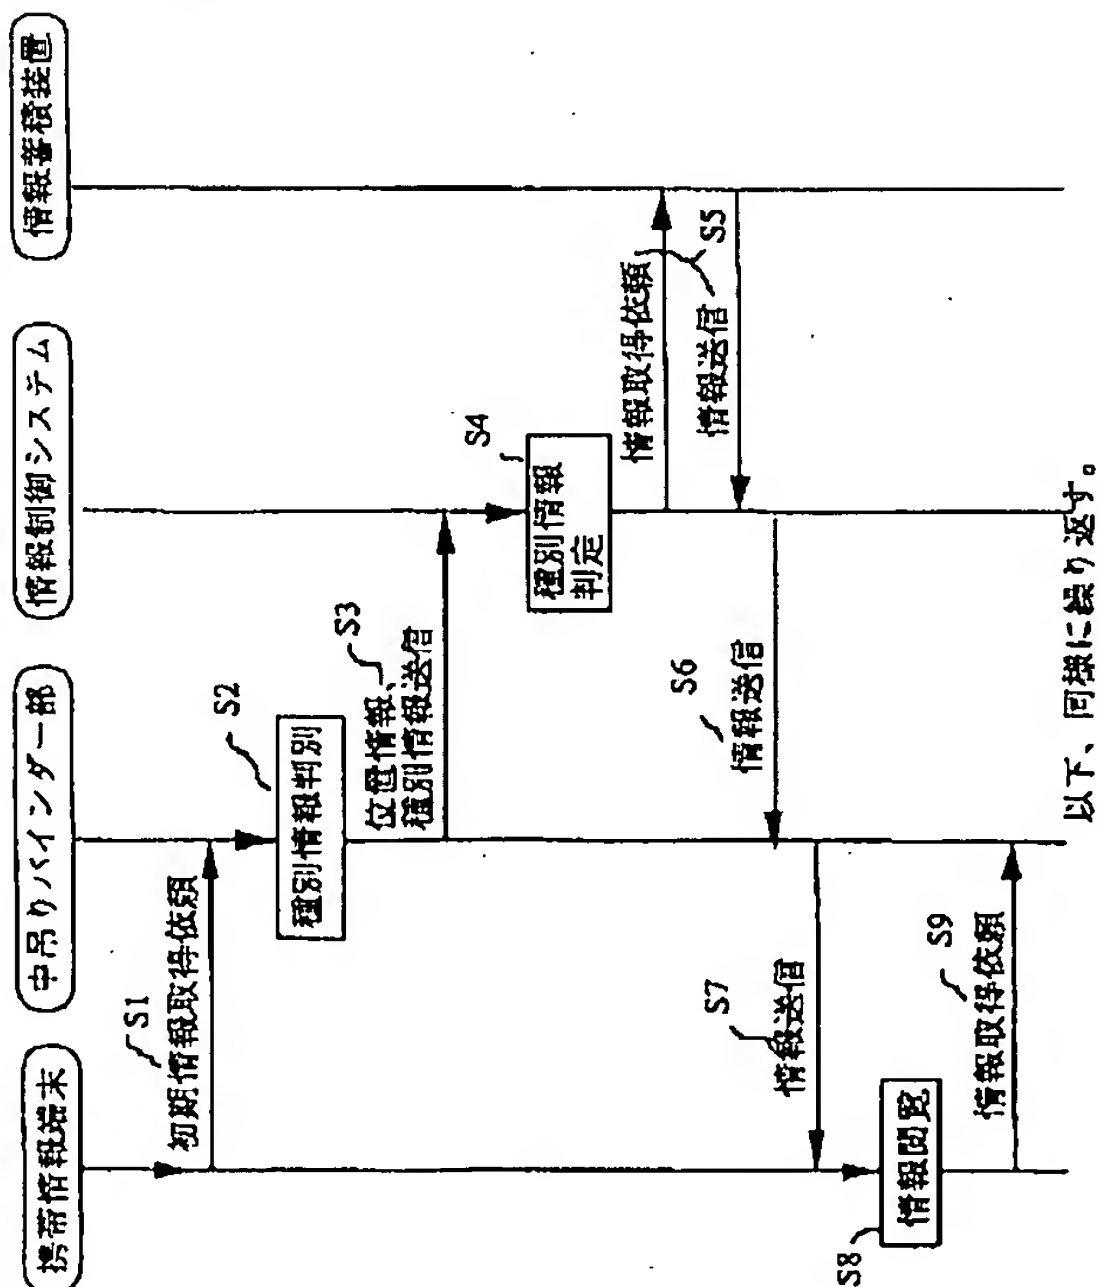 携帯情報端末
中吊りバインダー部
情報制御システム
情報蓄積装置
S1
初期情報取得依頼
S2
種別情報判別
S3
位置情報、
種別情報送信
S4
種別情報
判定
情報取得依頼
S5
情報送信
S6
情報送信
S7
情報送信
S8
情報閲覧
S9
情報取得依頼
以下、同様に繰り返す。